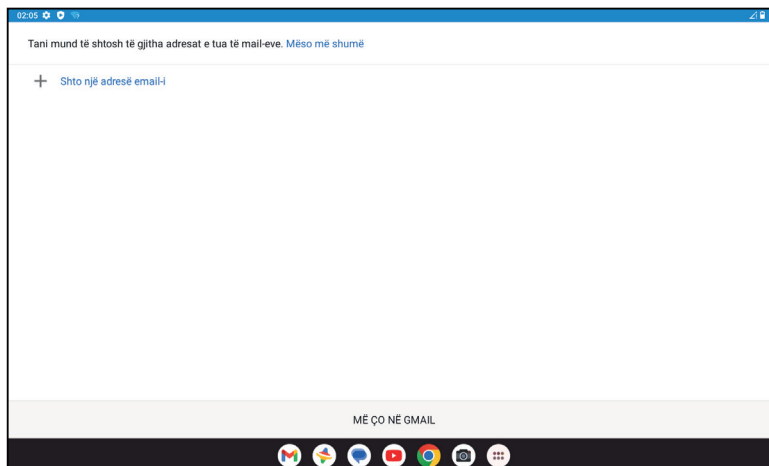 02:05
Tani mund të shtosh të gjitha adresat e tua të mail-eve. Mëso më shumë
Shto një adresë email-i
MË ÇO NË GMAIL